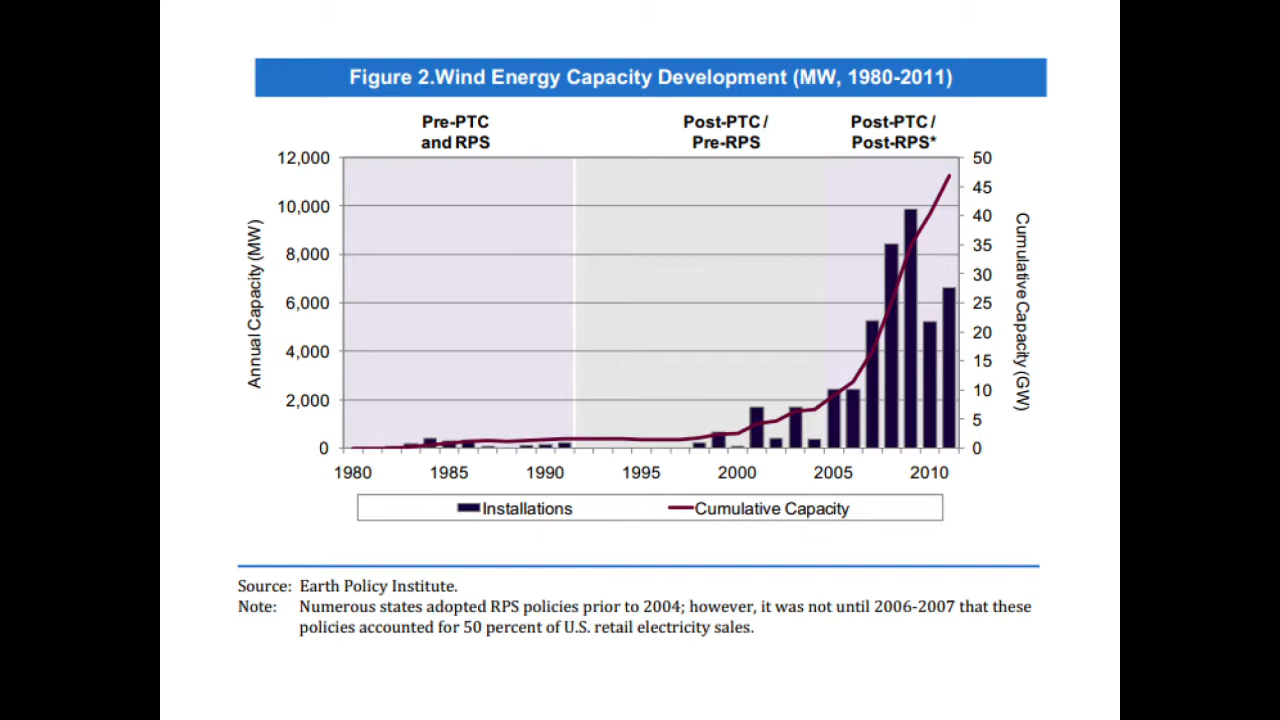 Figure 2.Wind Energy Capacity Development (MW, 1980-2011)
Pre-PTC
and RPS
Post-PTC /
Pre-RPS
Post-PTC /
Post-RPS*
Annual Capacity (MW)
12,000
10,000
8,000
6,000
4,000
2,000
0
50
45
40
35
30
25
20
15
10
5
0
Cumulative Capacity (GW)
1980 1985 1990 1995 2000 2005 2010
Installations Cumulative Capacity
Source: Earth Policy Institute.
Note: Numerous states adopted RPS policies prior to 2004; however, it was not until 2006-2007 that these
policies accounted for 50 percent of U.S. retail electricity sales.